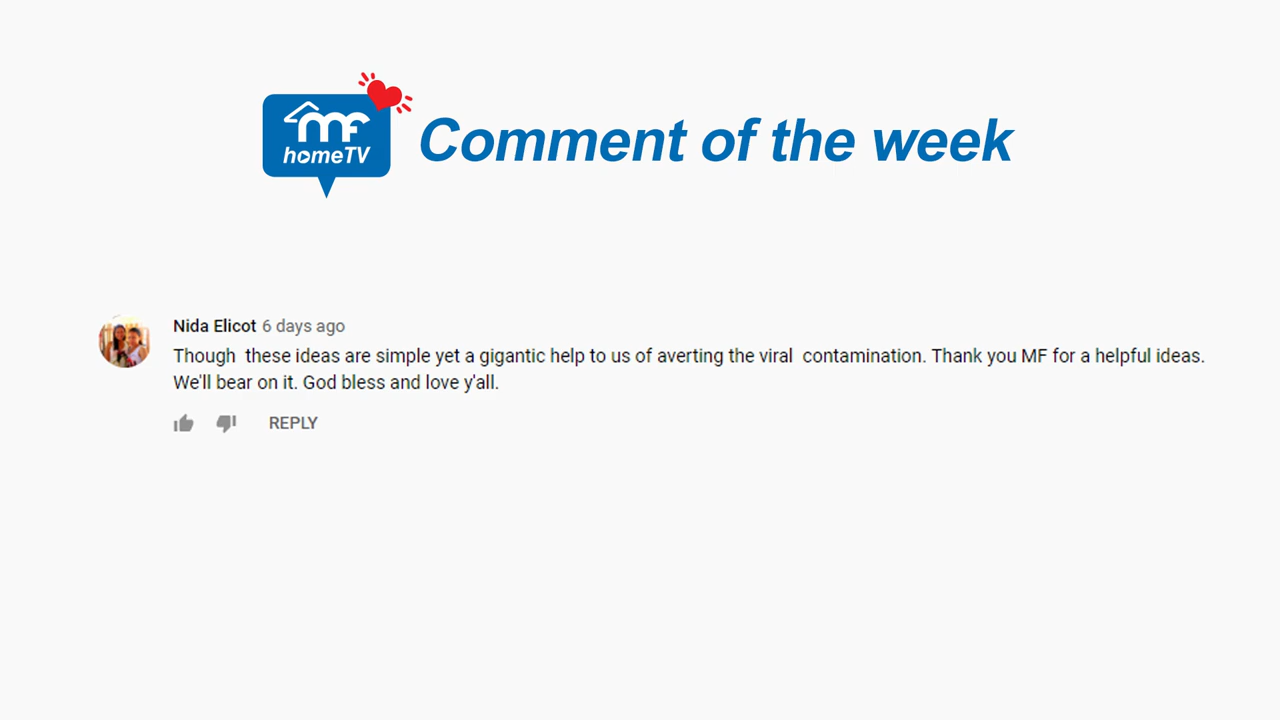 mf
homeTV
Comment of the week
Nida Elicot 6 days ago
Though  these ideas are simple yet a gigantic help to us of averting the viral  contamination. Thank you MF for a helpful ideas.
We'll bear on it. God bless and love y'all.
REPLY